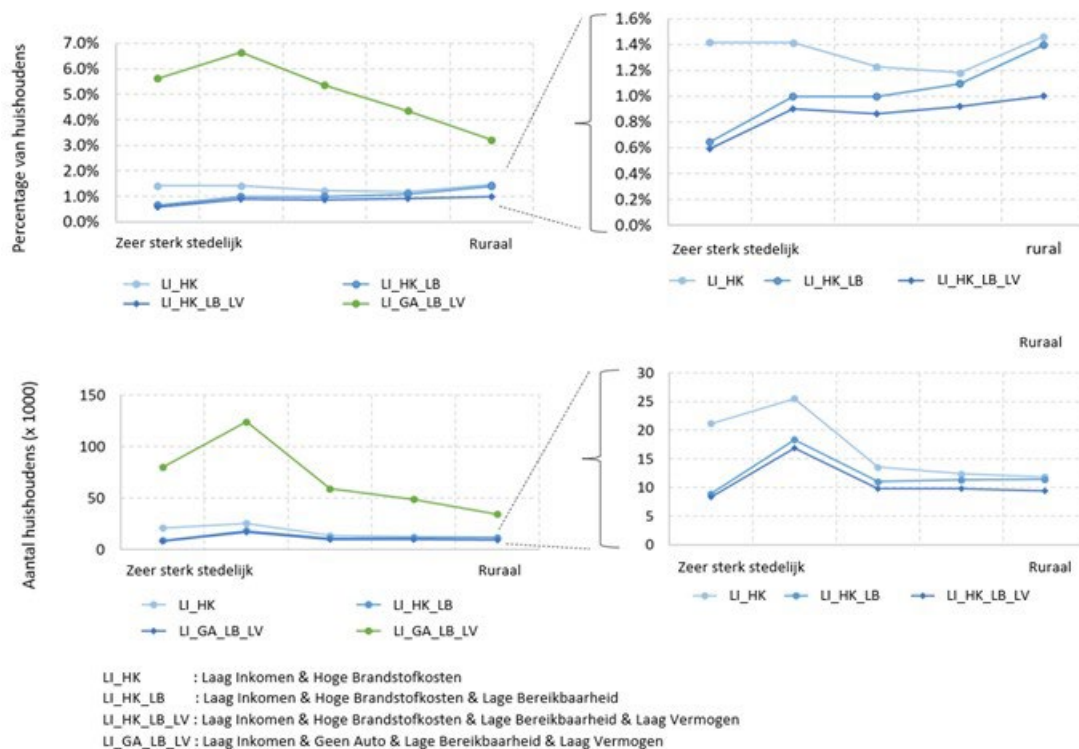 Percentage van huishoudens
7.0%
6.0%
5.0%
4.0%
3.0%
2.0%
1.0%
0.0%
Zeer sterk stedelijk Ruraal
LI_HK LI_HK_LB
LI_HK_LB_LV LI_GA_LB_LV
1.6%
1.4%
1.2%
1.0%
0.8%
0.6%
0.4%
0.2%
0.0%
Zeer sterk stedelijk rural
LI_HK LI_HK_LB LI_HK_LB_LV
Aantal huishoudens (x 1000)
150
100
50
0
Zeer sterk stedelijk Ruraal
LI_HK LI_HK_LB
LI_GA_LB_LV LI_GA_LB_LV
Ruraal
30
25
20
15
10
5
0
Zeer sterk stedelijk Ruraal
LI_HK LI_HK_LB LI_HK_LB_LV
LI_HK : Laag Inkomen & Hoge Brandstofkosten
LI_HK_LB : Laag Inkomen & Hoge Brandstofkosten & Lage Bereikbaarheid
LI_HK_LB_LV : Laag Inkomen & Hoge Brandstofkosten & Lage Bereikbaarheid & Laag Vermogen
LI_GA_LB_LV : Laag Inkomen & Geen Auto & Lage Bereikbaarheid & Laag Vermogen